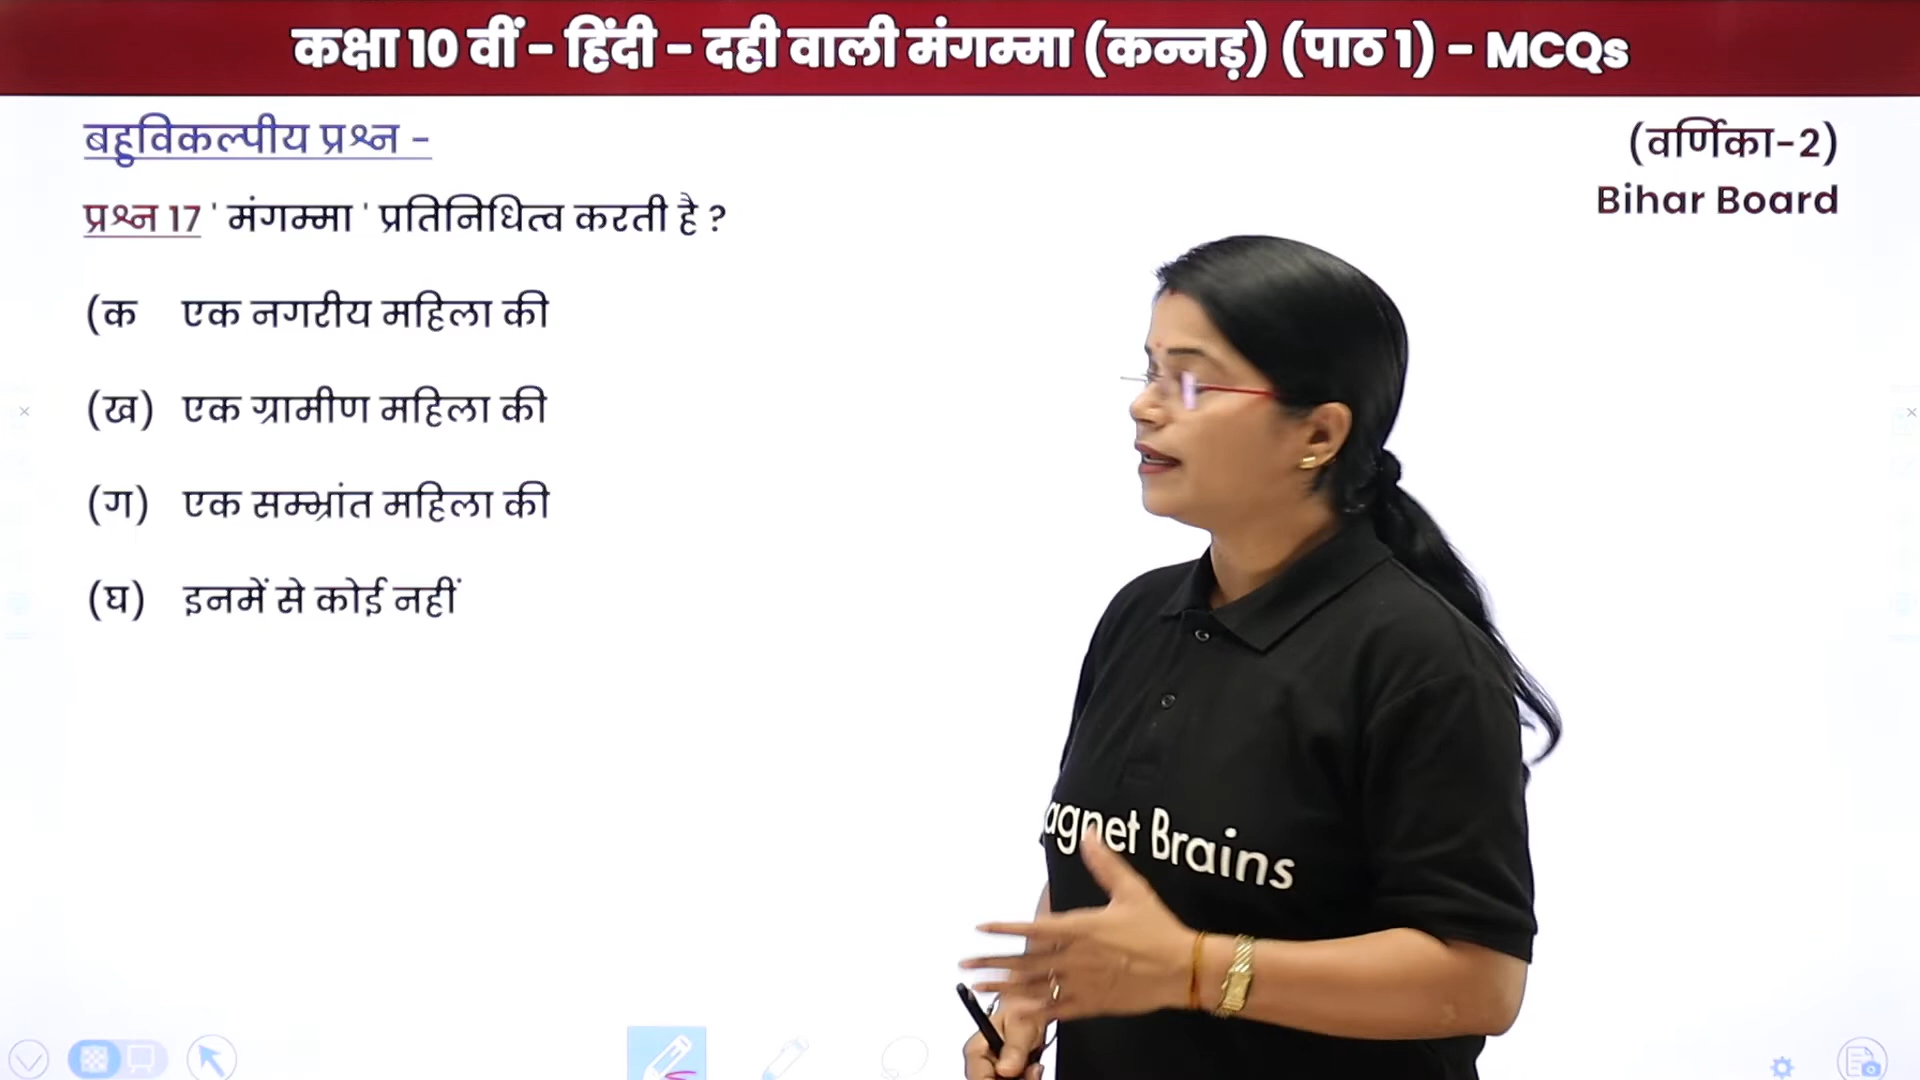 कक्षा 10 वीं - हिंदी - दही वाली मंगम्मा (कन्नड़) (पाठ 1) - MCQs
बहुविकल्पीय प्रश्न -
(वर्णिका-2)
Bihar Board
प्रश्न 17 ' मंगम्मा ' प्रतिनिधित्व करती है ?
(क एक नगरीय महिला की
(ख) एक ग्रामीण महिला की
(ग) एक सम्भ्रांत महिला की
(घ) इनमें से कोई नहीं
agnet Brains